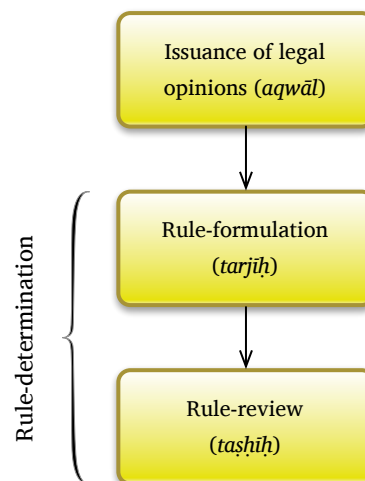 Issuance of legal
opinions (aqwāl)
Rule-determination
Rule-formulation
(tarjīḥ)
Rule-review
(taṣḥīḥ)